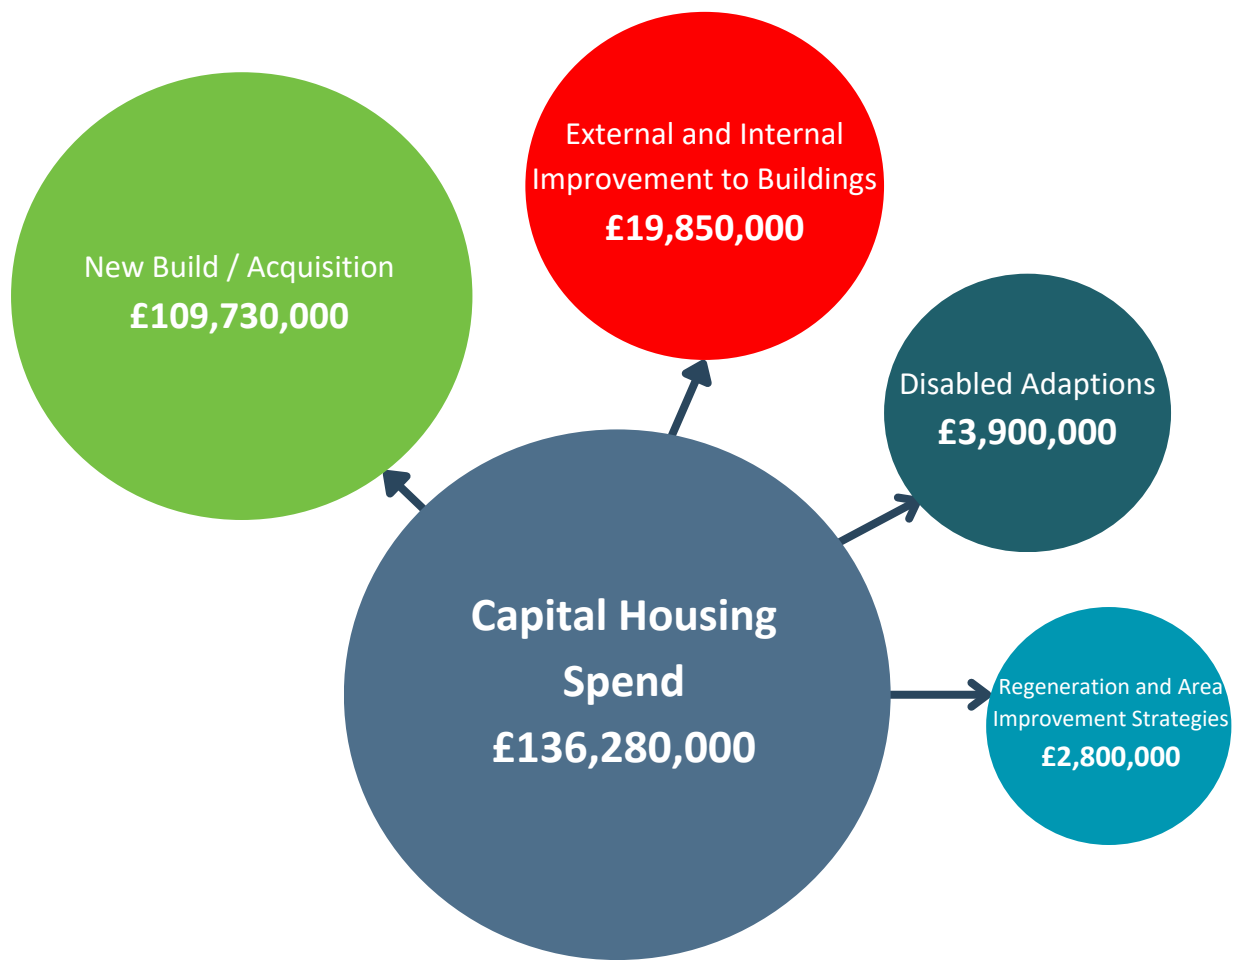 External and Internal
Improvement to Buildings
£19,850,000
New Build / Acquisition
£109,730,000
Disabled Adaptions
£3,900,000
Capital Housing
Spend
£136,280,000
Regeneration and Area
Improvement Strategies
£2,800,000